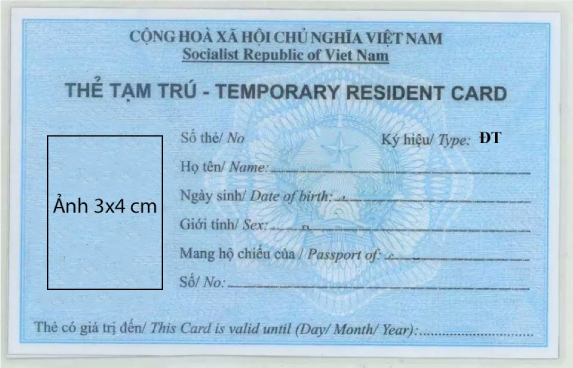 CỘNG HOÀ XÃ HỘI CHỦ NGHĨA VIỆT NAM
Socialist Republic of Viet Nam
THẺ TẠM TRÚ - TEMPORARY RESIDENT CARD
Số thẻ/ No Ký hiệu/ Type: ĐT
Họ tên/ Name:
Ngày sinh/ Date of birth:
Giới tính/ Sex:
Ảnh 3x4 cm
Mang hộ chiếu của / Passport of:
Số/ No:
Thẻ có giá trị đến/ This Card is valid until (Day/ Month/ Year):